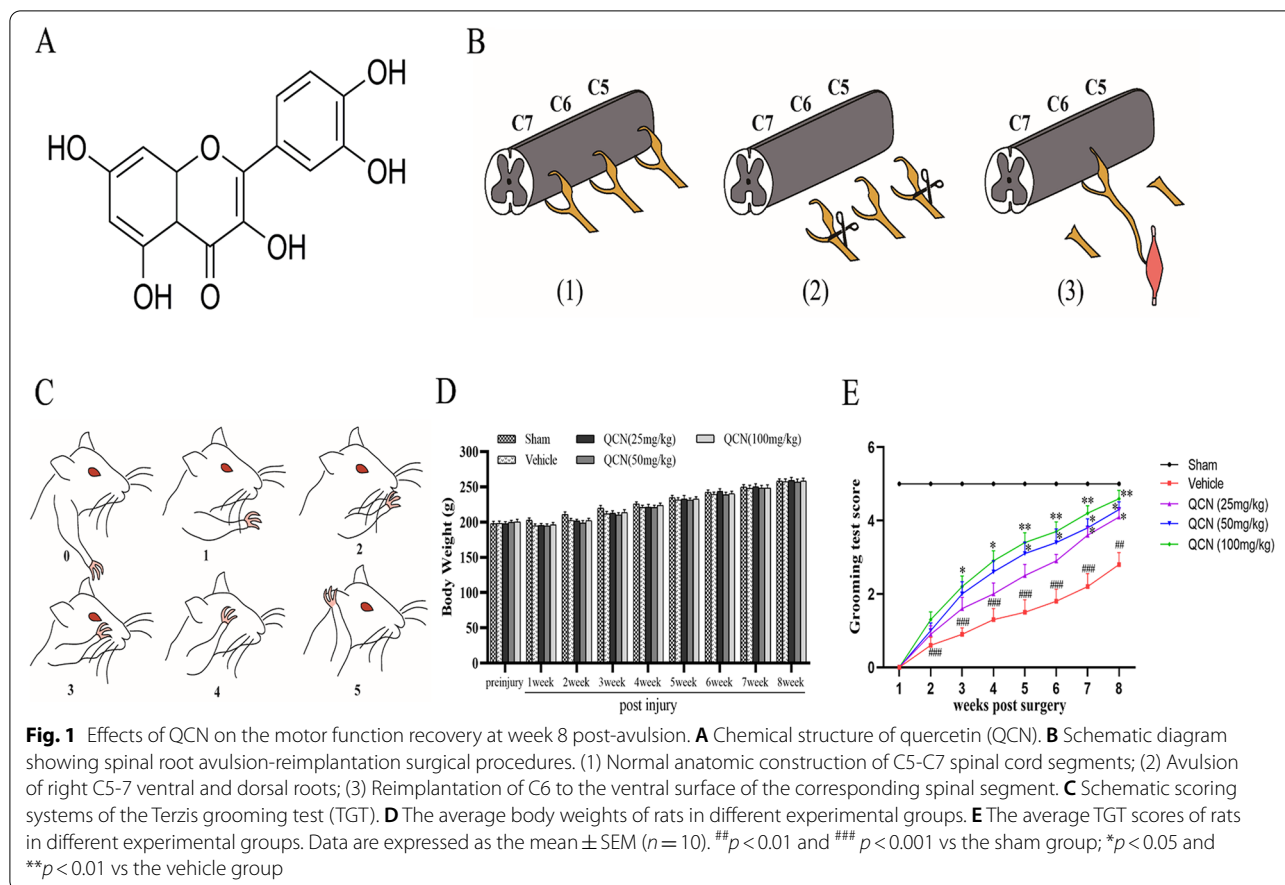 A
OH
HO
O
OH
OH
OH
O
B
C5
C6
C7
(1)
C5
C6
C7
(2)
C5
C6
C7
(3)
C
0
1
2
3
4
5
D
Sham
QCN(25mg/kg)
QCN(100mg/kg)
Vehicle
QCN(50mg/kg)
Body Weight (g)
300
250
200
150
100
50
0
preinjury 1week 2week 3week 4week 5week 6week 7week 8week
post injury
E
Grooming test score
6
4
2
0
1 2 3 4 5 6 7 8
weeks post surgery
* * ** ** ** **
* * * *
* *
### ### ### ### ### ### ##
Sham
Vehicle
QCN (25mg/kg)
QCN (50mg/kg)
QCN (100mg/kg)
Fig. 1 Effects of QCN on the motor function recovery at week 8 post-avulsion. A Chemical structure of quercetin (QCN). B Schematic diagram
showing spinal root avulsion-reimplantation surgical procedures. (1) Normal anatomic construction of C5-C7 spinal cord segments; (2) Avulsion
of right C5-7 ventral and dorsal roots; (3) Reimplantation of C6 to the ventral surface of the corresponding spinal segment. C Schematic scoring
systems of the Terzis grooming test (TGT). D The average body weights of rats in different experimental groups. E The average TGT scores of rats
in different experimental groups. Data are expressed as the mean ± SEM (n = 10). ##p < 0.01 and ### p < 0.001 vs the sham group; *p < 0.05 and
**p < 0.01 vs the vehicle group